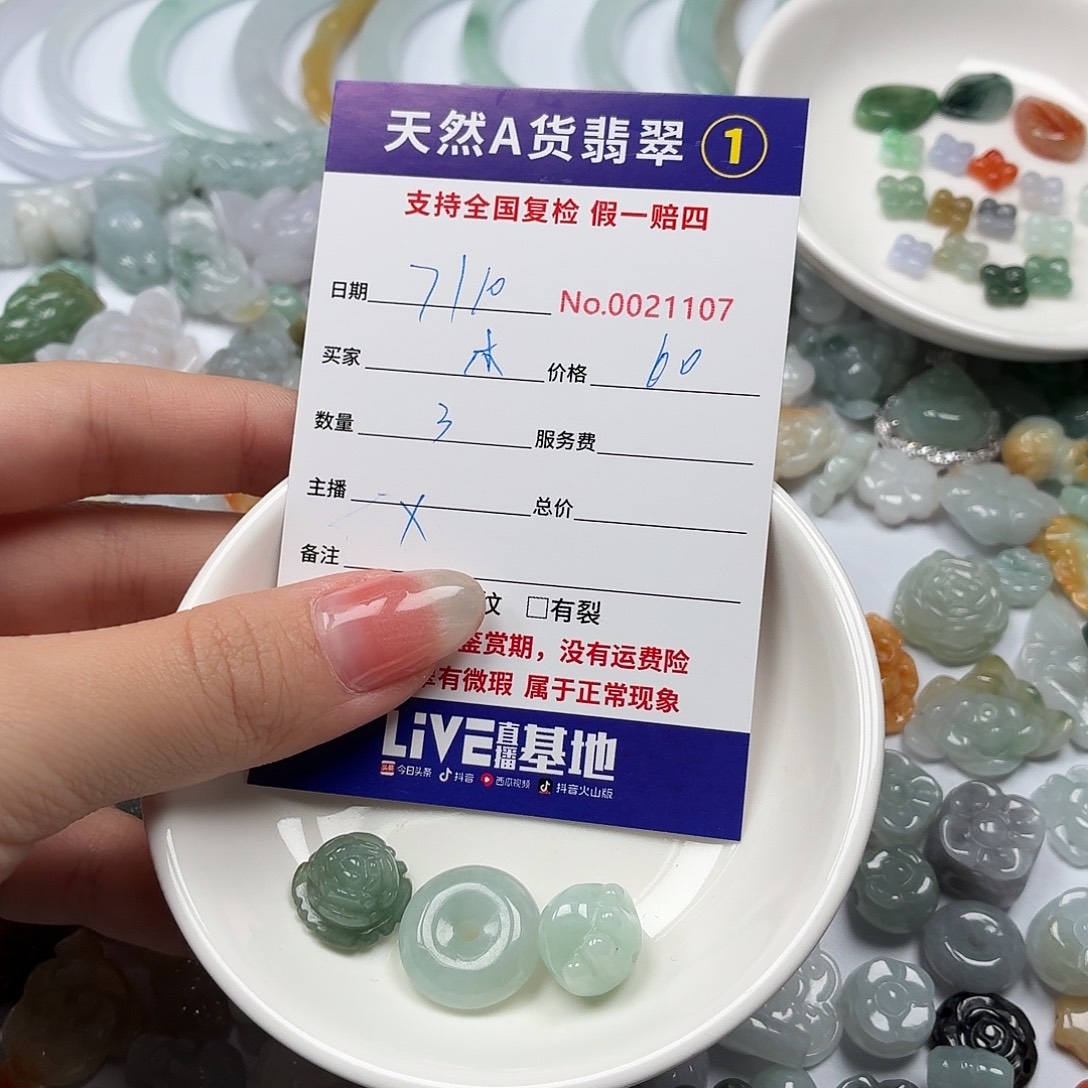 天然A货翡翠 1
支持全国复检 假一赔四
日期 7/10 No.0021107
买家 木 价格 60
数量 3 服务费
主播 X 总价
备注
纹 □有裂
鉴赏期，没有运费险
有微瑕 属于正常现象
LiVE直播基地
今日头条 抖音 西瓜视频 抖音火山版